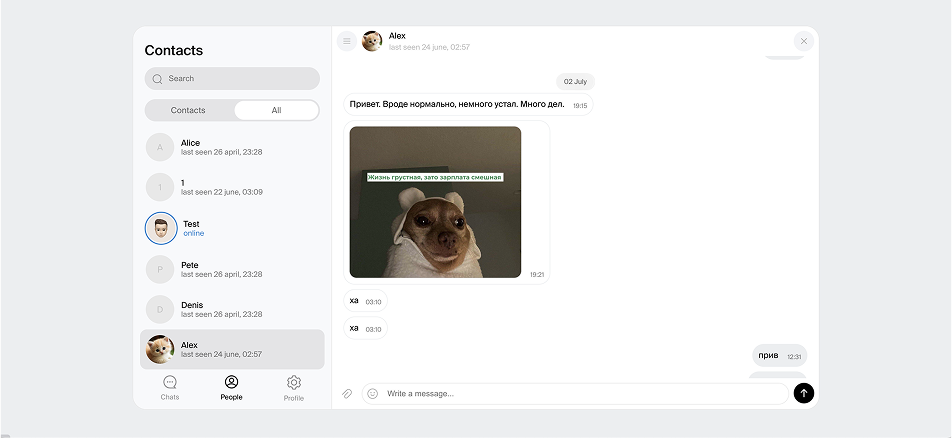 Contacts
Search
Contacts
All
A
Alice
last seen 26 april, 23:28
1
1
last seen 22 june, 03:09
Test
online
P
Pete
last seen 26 april, 23:28
D
Denis
last seen 26 april, 23:28
Alex
last seen 24 june, 02:57
Chats
People
Profile
Alex
last seen 24 june, 02:57
02 July
Привет. Вроде нормально, немного устал. Много дел. 19:15
Жизнь грустная, зато зарплата смешная
19:21
ха 03:10
ха 03:10
прив 12:31
Write a message...